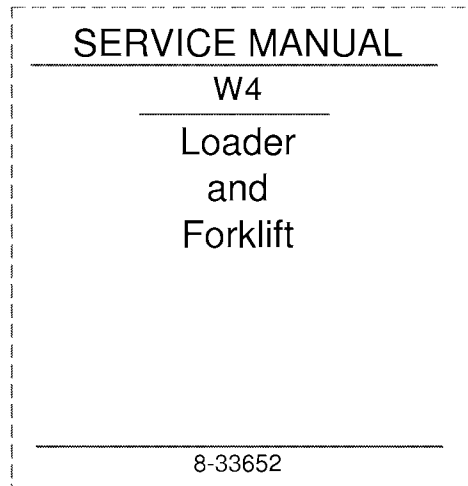 SERVICE MANUAL
W4
Loader
and
Forklift
8-33652